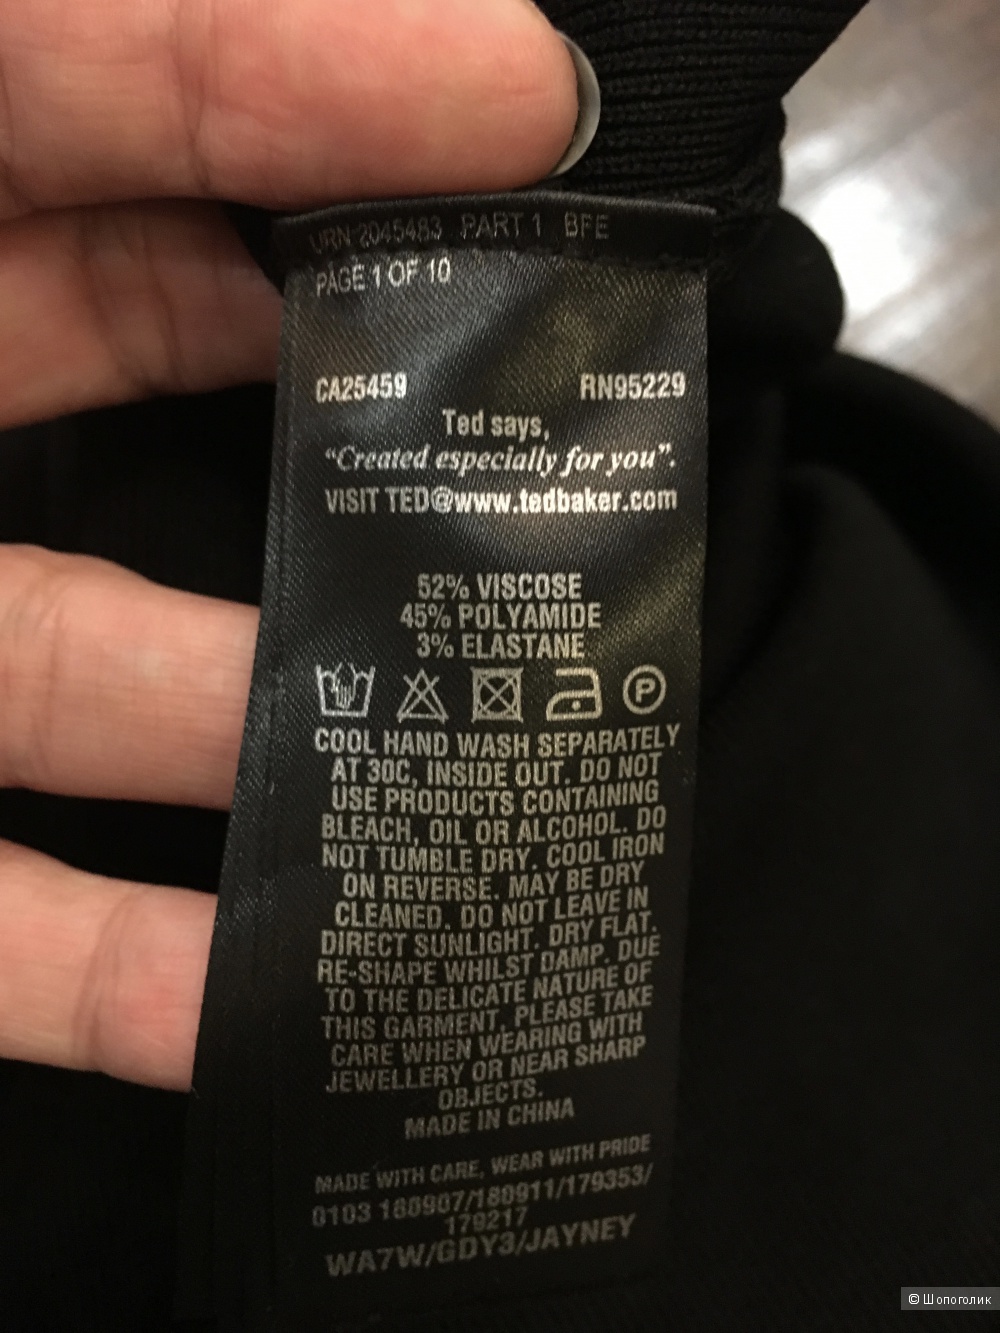 URN 2045483 PART 1 BFE
PAGE 1 OF 10
CA25459 RN95229
Ted says,
“Created especially for you”.
VISIT TED@www.tedbaker.com
52% VISCOSE
45% POLYAMIDE
3% ELASTANE
P
COOL HAND WASH SEPARATELY
AT 30C, INSIDE OUT. DO NOT
USE PRODUCTS CONTAINING
BLEACH, OIL OR ALCOHOL. DO
NOT TUMBLE DRY. COOL IRON
ON REVERSE. MAY BE DRY
CLEANED. DO NOT LEAVE IN
DIRECT SUNLIGHT. DRY FLAT.
RE-SHAPE WHILST DAMP. DUE
TO THE DELICATE NATURE OF
THIS GARMENT, PLEASE TAKE
CARE WHEN WEARING WITH
JEWELLERY OR NEAR SHARP
OBJECTS.
MADE IN CHINA
MADE WITH CARE, WEAR WITH PRIDE
0103 180907/180911/179353/
179217
WA7W/GDY3/JAYNEY
© Шопоголик